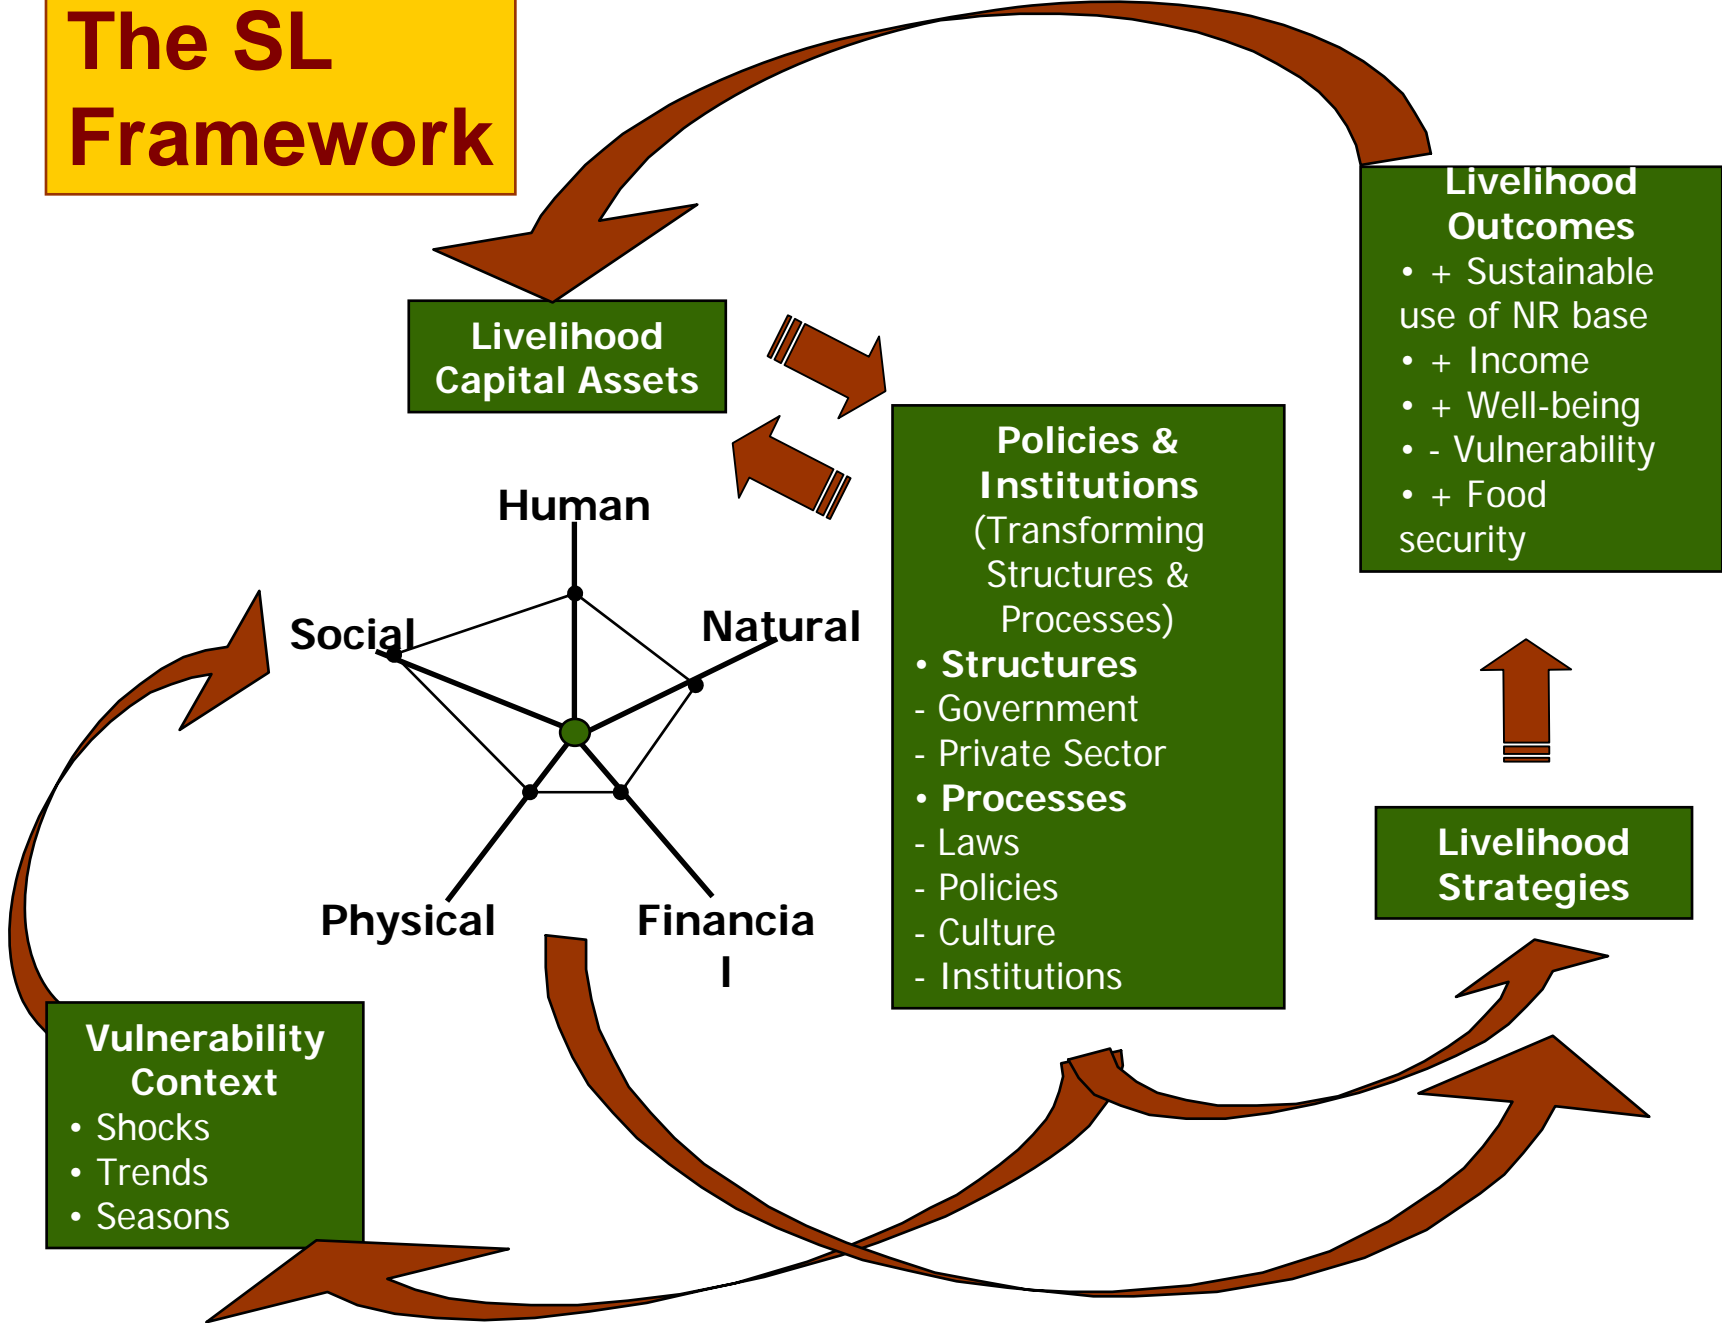 The SL
Framework
Livelihood
Outcomes
• + Sustainable
use of NR base
• + Income
• + Well-being
• - Vulnerability
• + Food
security
Livelihood
Capital Assets
Policies &
Institutions
(Transforming
Structures &
Processes)
• Structures
- Government
- Private Sector
• Processes
- Laws
- Policies
- Culture
- Institutions
Human
Social
Natural
Physical
Financia
l
Livelihood
Strategies
Vulnerability
Context
• Shocks
• Trends
• Seasons